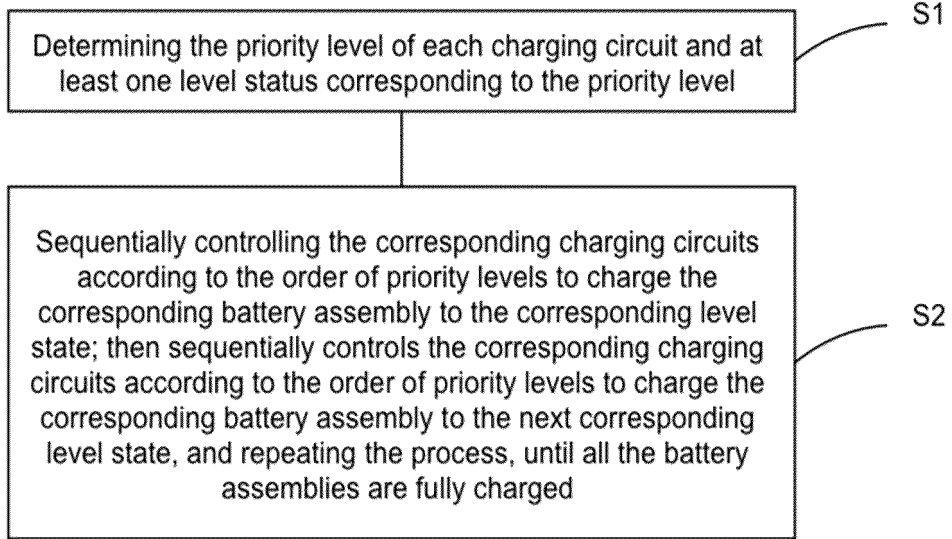 S1
Determining the priority level of each charging circuit and at
least one level status corresponding to the priority level
Sequentially controlling the corresponding charging circuits
according to the order of priority levels to charge the
corresponding battery assembly to the corresponding level
state; then sequentially controls the corresponding charging
circuits according to the order of priority levels to charge the
corresponding battery assembly to the next corresponding
level state, and repeating the process, until all the battery
assemblies are fully charged
S2